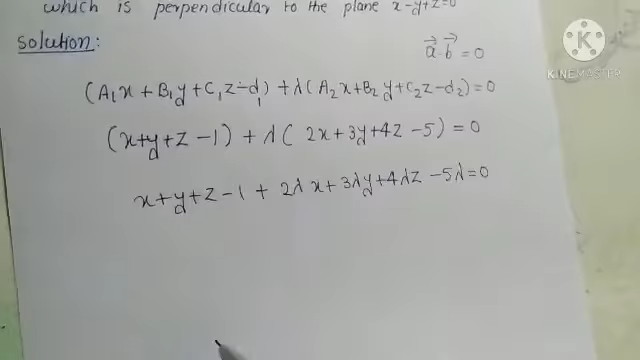 which is perpendicular to the plane x-y+z=0
Solution:
a⃗·b⃗ = 0
KINEMASTER
(A₁x + B₁y + C₁z - d₁) + λ(A₂x + B₂y + C₂z - d₂) = 0
(x+y+z-1) + λ(2x+3y+4z-5) = 0
x+y+z-1 + 2λx + 3λy + 4λz - 5λ = 0